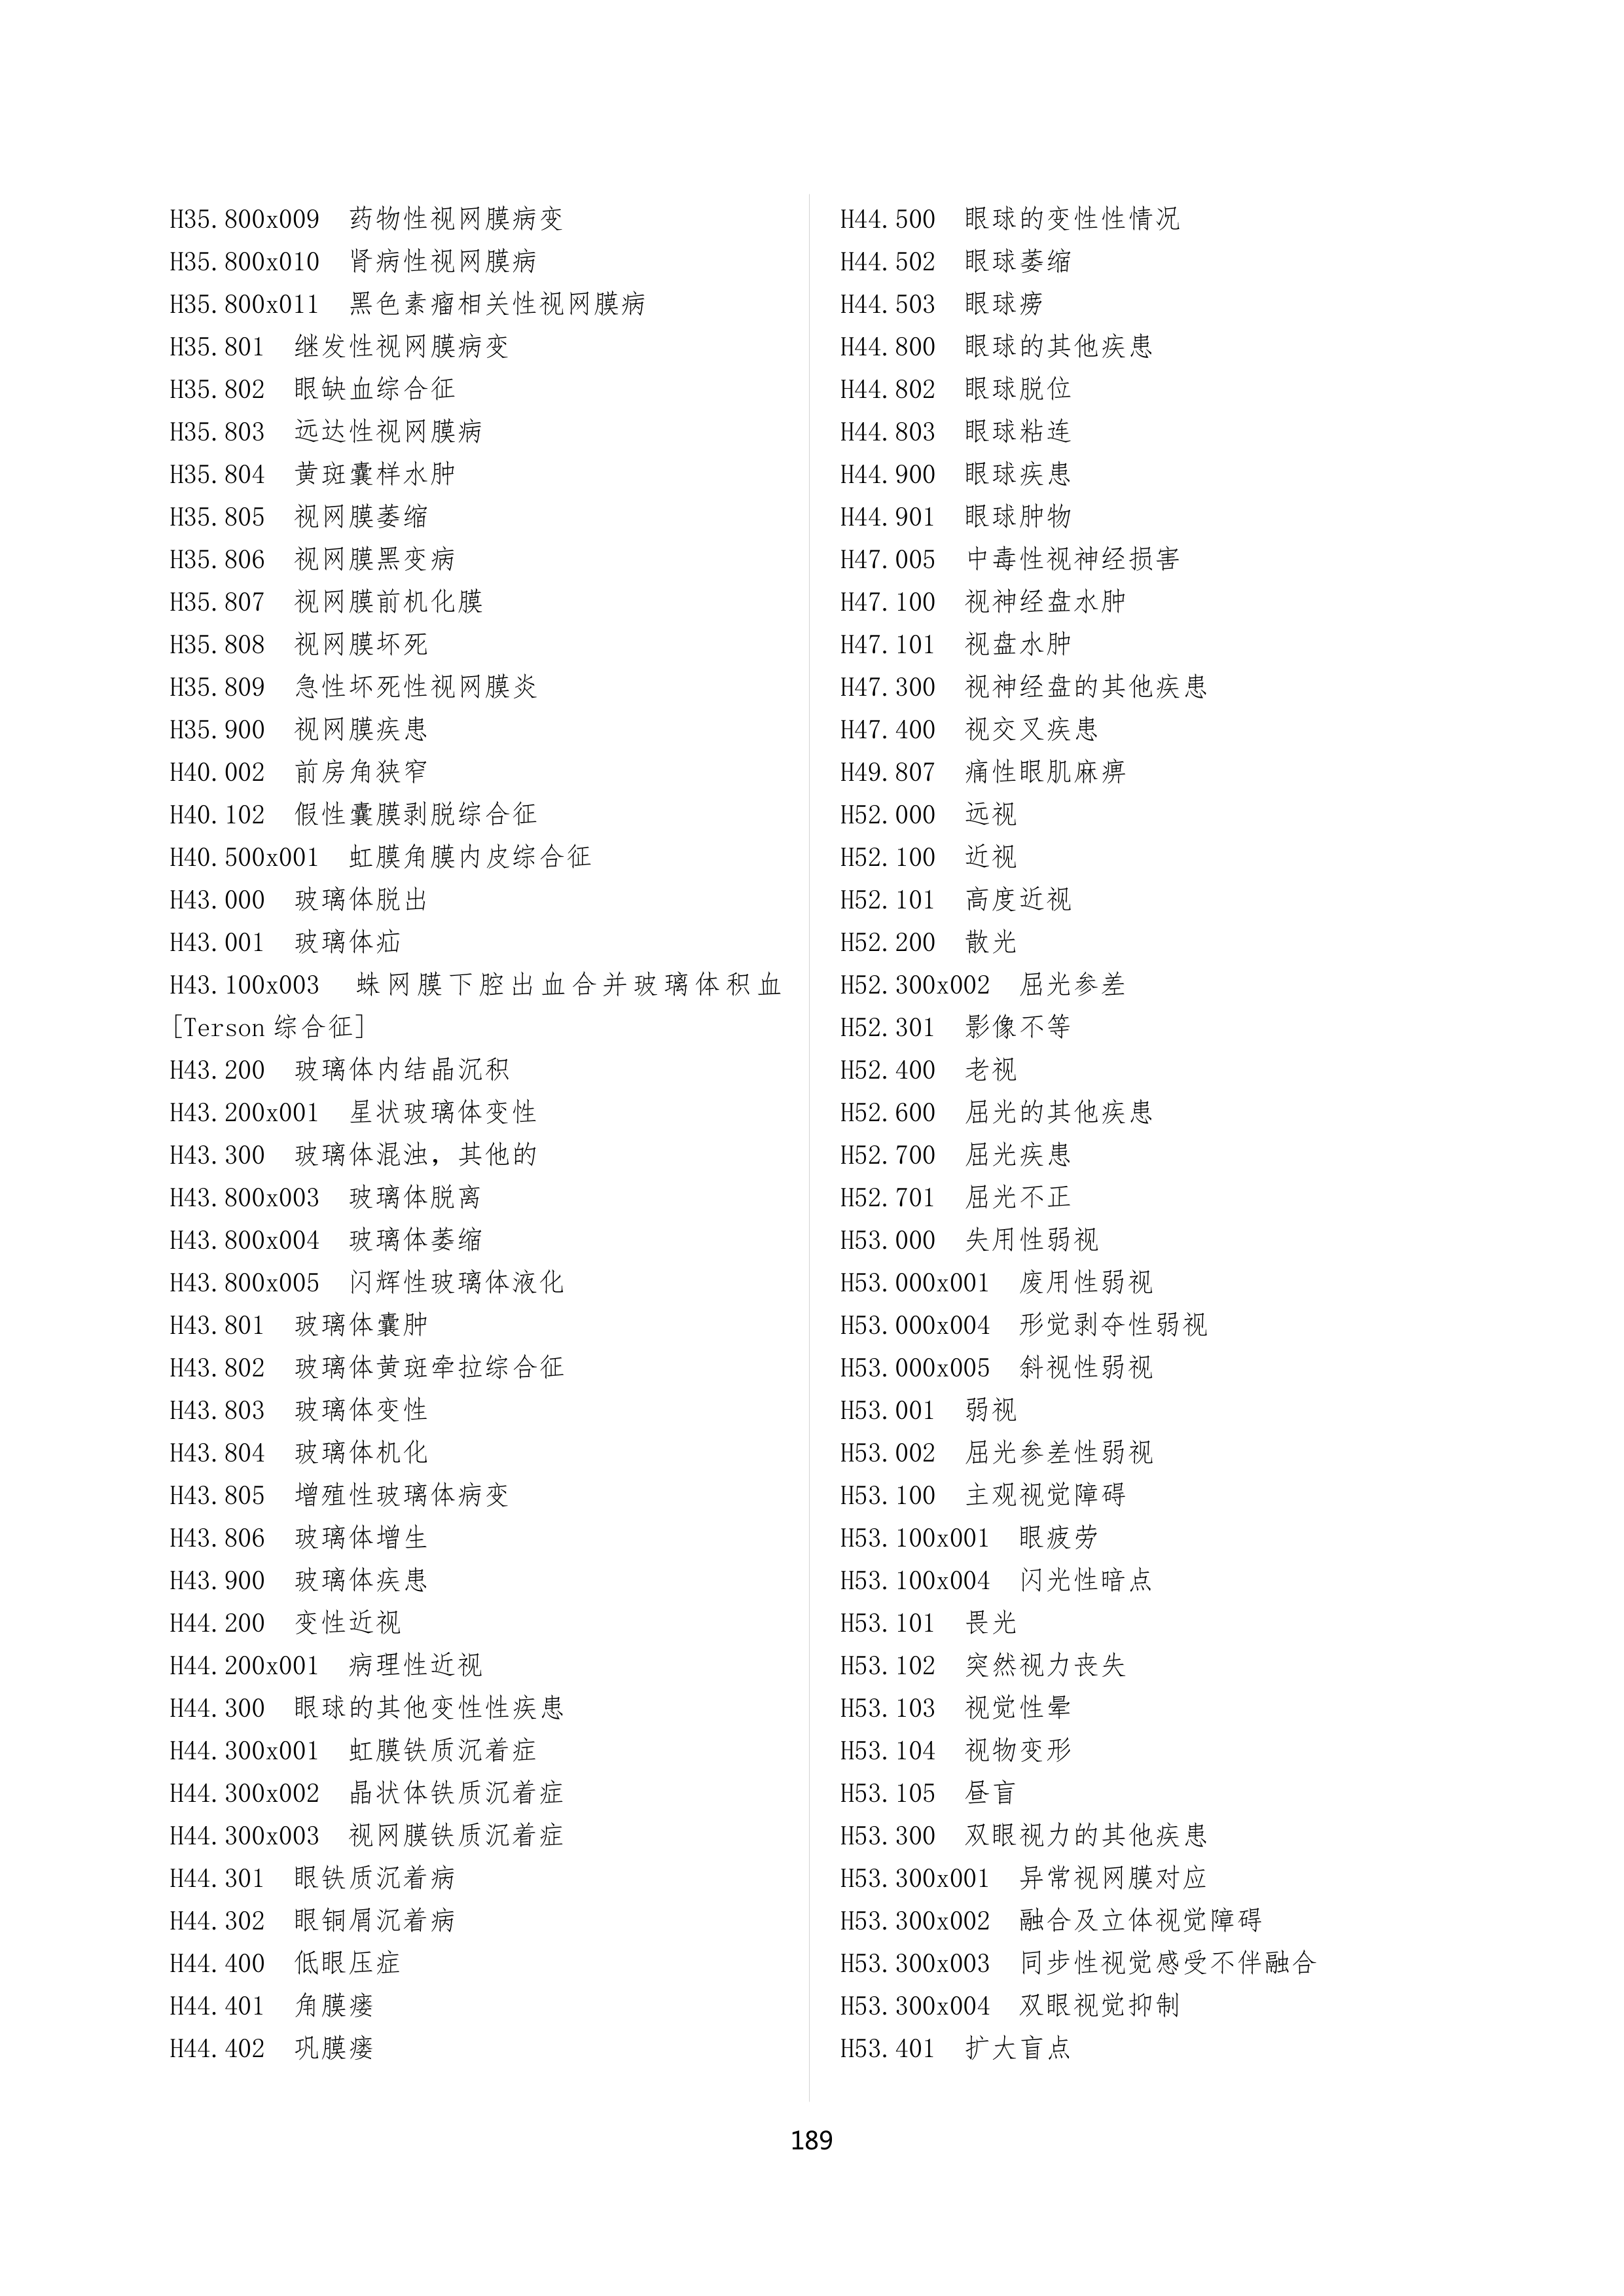 H35.800x009 药物性视网膜病变
H35.800x010 肾病性视网膜病
H35.800x011 黑色素瘤相关性视网膜病
H35.801 继发性视网膜病变
H35.802 眼缺血综合征
H35.803 远达性视网膜病
H35.804 黄斑囊样水肿
H35.805 视网膜萎缩
H35.806 视网膜黑变病
H35.807 视网膜前机化膜
H35.808 视网膜坏死
H35.809 急性坏死性视网膜炎
H35.900 视网膜疾患
H40.002 前房角狭窄
H40.102 假性囊膜剥脱综合征
H40.500x001 虹膜角膜内皮综合征
H43.000 玻璃体脱出
H43.001 玻璃体疝
H43.100x003 蛛网膜下腔出血合并玻璃体积血
[Terson 综合征]
H43.200 玻璃体内结晶沉积
H43.200x001 星状玻璃体变性
H43.300 玻璃体混浊，其他的
H43.800x003 玻璃体脱离
H43.800x004 玻璃体萎缩
H43.800x005 闪辉性玻璃体液化
H43.801 玻璃体囊肿
H43.802 玻璃体黄斑牵拉综合征
H43.803 玻璃体变性
H43.804 玻璃体机化
H43.805 增殖性玻璃体病变
H43.806 玻璃体增生
H43.900 玻璃体疾患
H44.200 变性近视
H44.200x001 病理性近视
H44.300 眼球的其他变性性疾患
H44.300x001 虹膜铁质沉着症
H44.300x002 晶状体铁质沉着症
H44.300x003 视网膜铁质沉着症
H44.301 眼铁质沉着病
H44.302 眼铜屑沉着病
H44.400 低眼压症
H44.401 角膜瘘
H44.402 巩膜瘘
H44.500 眼球的变性性情况
H44.502 眼球萎缩
H44.503 眼球痨
H44.800 眼球的其他疾患
H44.802 眼球脱位
H44.803 眼球粘连
H44.900 眼球疾患
H44.901 眼球肿物
H47.005 中毒性视神经损害
H47.100 视神经盘水肿
H47.101 视盘水肿
H47.300 视神经盘的其他疾患
H47.400 视交叉疾患
H49.807 痛性眼肌麻痹
H52.000 远视
H52.100 近视
H52.101 高度近视
H52.200 散光
H52.300x002 屈光参差
H52.301 影像不等
H52.400 老视
H52.600 屈光的其他疾患
H52.700 屈光疾患
H52.701 屈光不正
H53.000 失用性弱视
H53.000x001 废用性弱视
H53.000x004 形觉剥夺性弱视
H53.000x005 斜视性弱视
H53.001 弱视
H53.002 屈光参差性弱视
H53.100 主观视觉障碍
H53.100x001 眼疲劳
H53.100x004 闪光性暗点
H53.101 畏光
H53.102 突然视力丧失
H53.103 视觉性晕
H53.104 视物变形
H53.105 昼盲
H53.300 双眼视力的其他疾患
H53.300x001 异常视网膜对应
H53.300x002 融合及立体视觉障碍
H53.300x003 同步性视觉感受不伴融合
H53.300x004 双眼视觉抑制
H53.401 扩大盲点
189